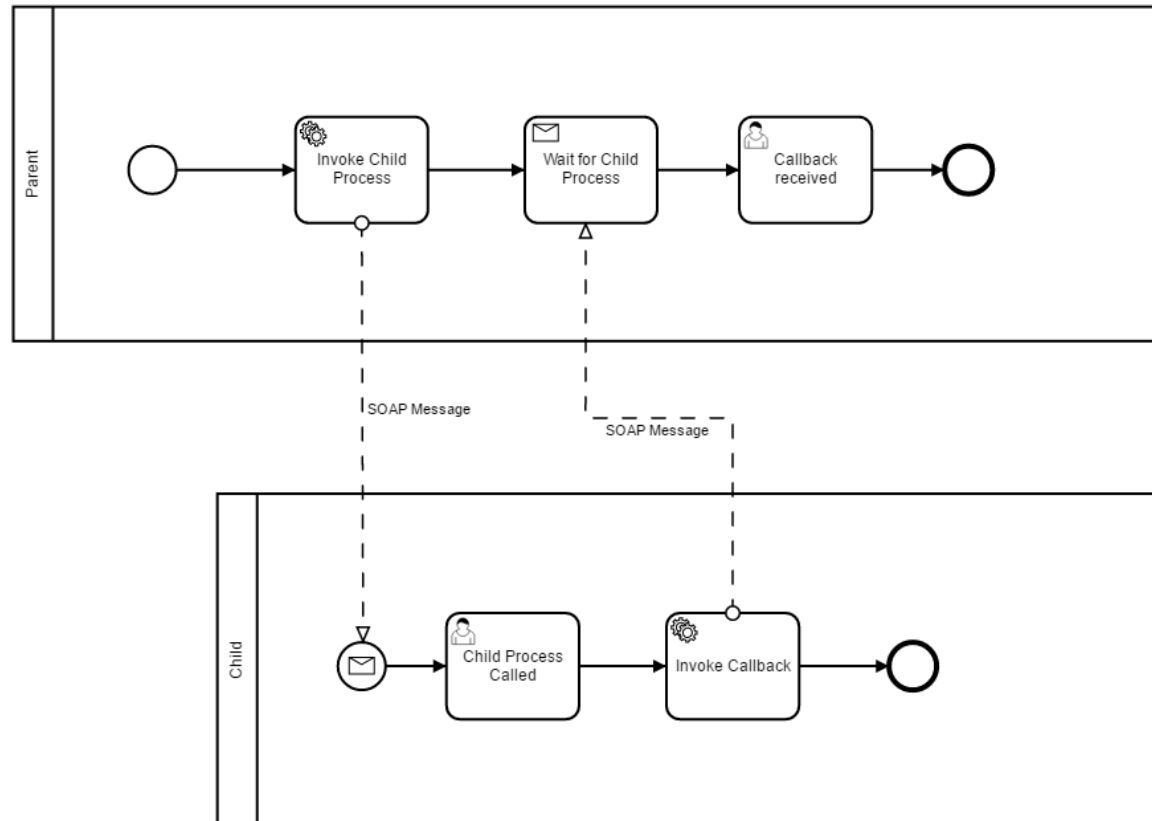 Parent
Invoke Child
Process
Wait for Child
Process
Callback
received
SOAP Message
SOAP Message
Child
Child Process
Called
Invoke Callback